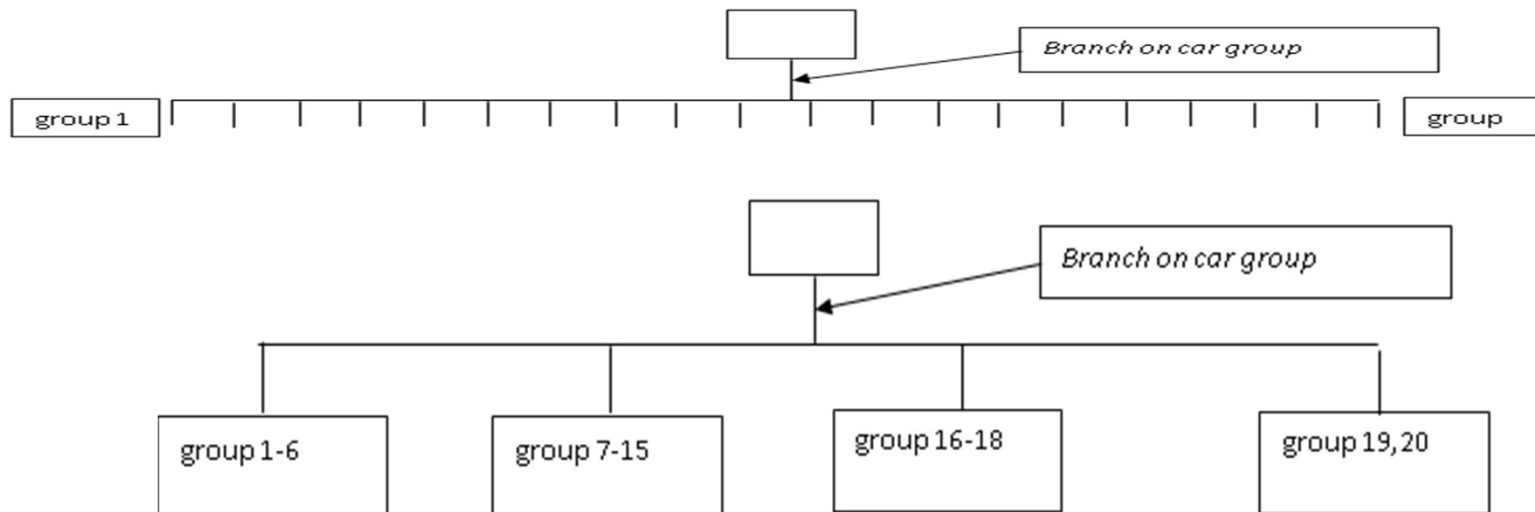 Branch on car group
group 1
group
Branch on car group
group 1-6
group 7-15
group 16-18
group 19,20